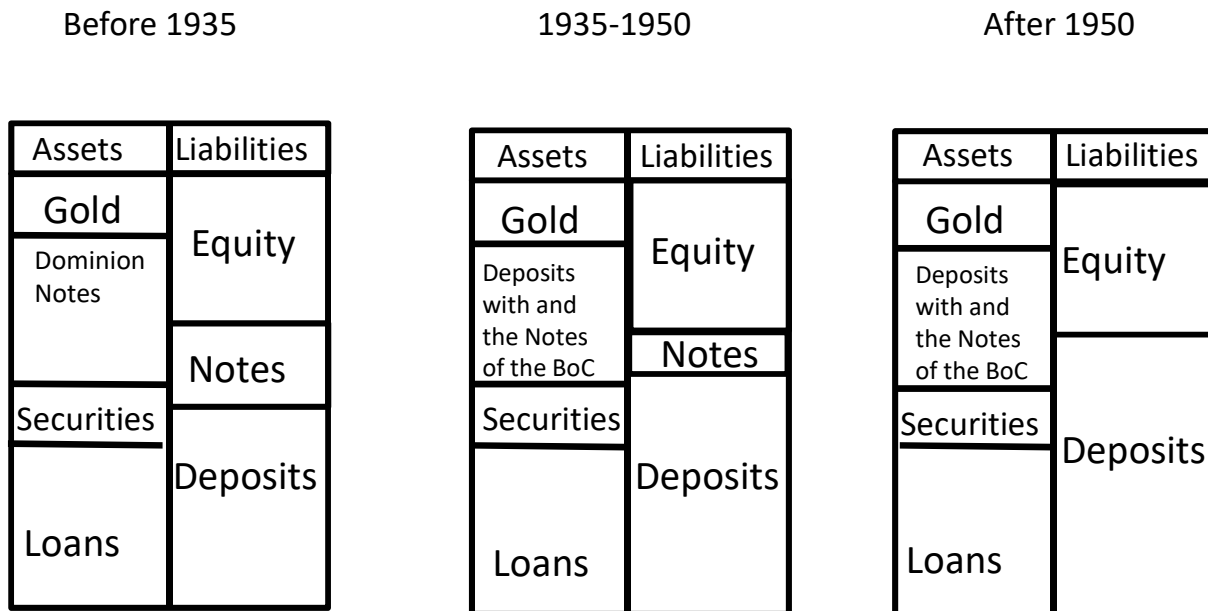 Before 1935
1935-1950
After 1950
Assets
Liabilities
Gold
Dominion
Notes
Securities
Loans
Equity
Notes
Deposits
Assets
Liabilities
Gold
Deposits
with and
the Notes
of the BoC
Securities
Loans
Equity
Notes
Deposits
Assets
Liabilities
Gold
Deposits
with and
the Notes
of the BoC
Securities
Loans
Equity
Deposits